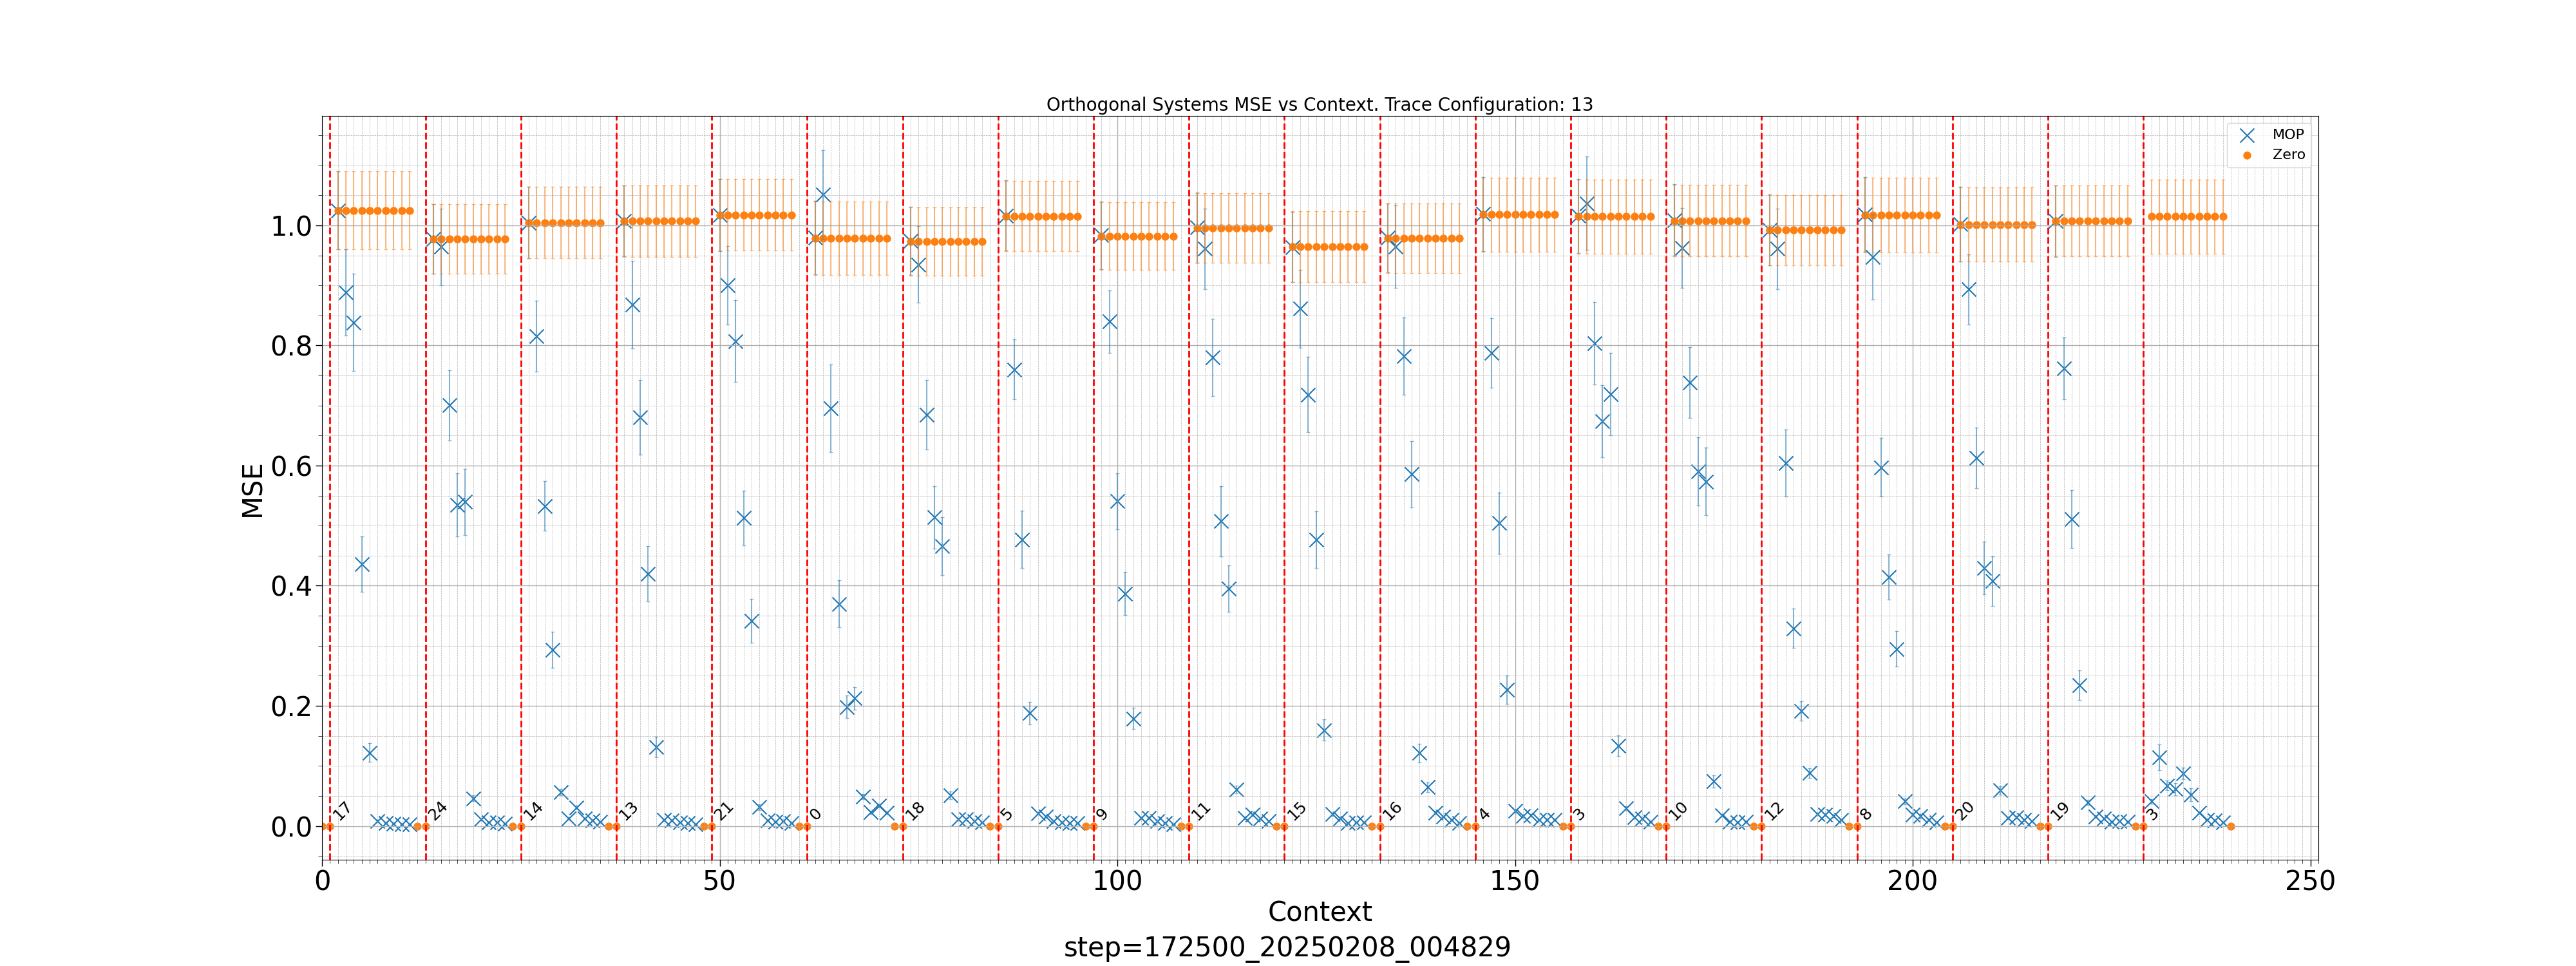 Orthogonal Systems MSE vs Context. Trace Configuration: 13
MOP
Zero
1.0
0.8
0.6
0.4
0.2
0.0
MSE
17 24 14 13 21 0 18 5 9 11 15 16 4 3 10 12 8 20 19 3
0 50 100 150 200 250
Context
step=172500_20250208_004829